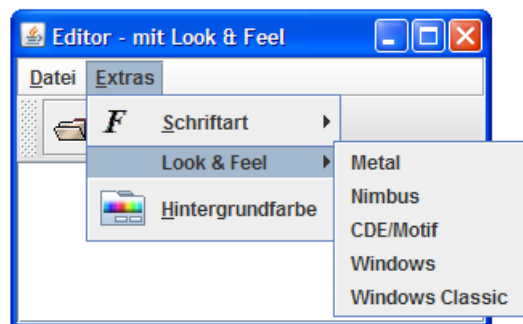 Editor - mit Look & Feel
Datei Extras
F Schriftart
Look & Feel
Hintergrundfarbe
Metal
Nimbus
CDE/Motif
Windows
Windows Classic